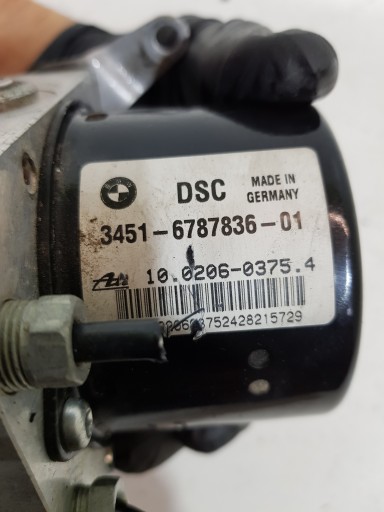 DSC
MADE IN
GERMANY
3451-6787836-01
10.0206-0375.4